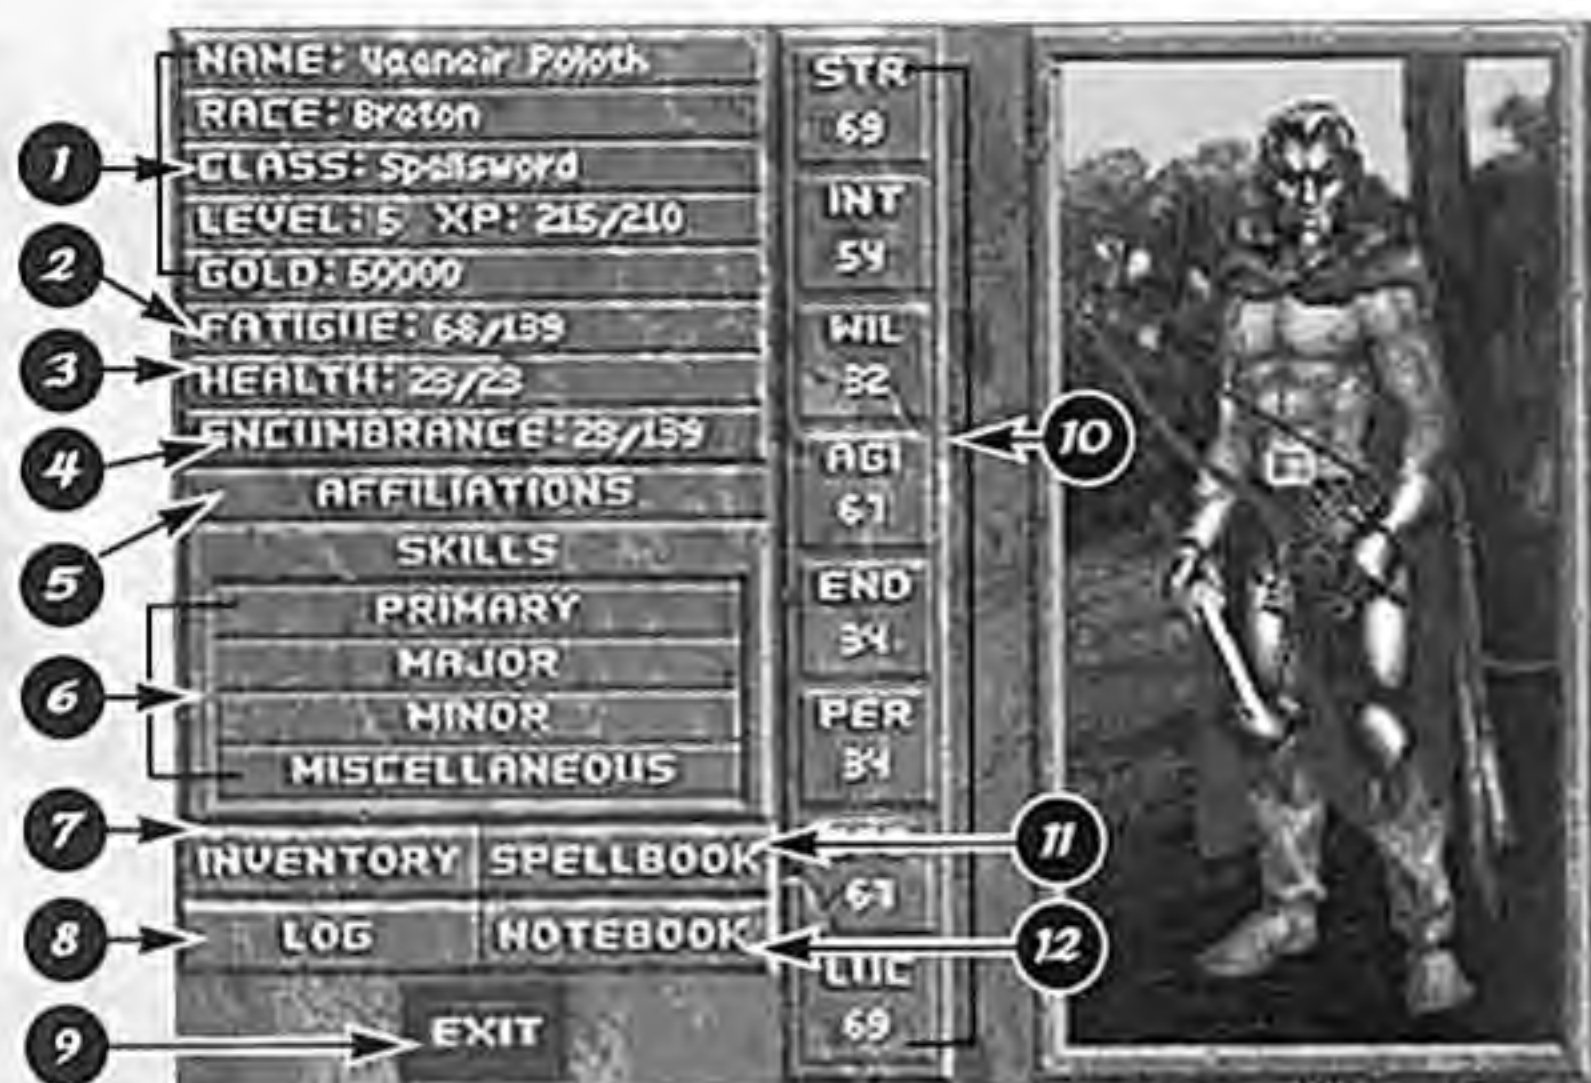 NAME: Vaenair Poloth
RACE: Breton
CLASS: Spellsword
LEVEL: 5 XP: 215/210
GOLD: 50000
FATIGUE: 68/139
HEALTH: 23/23
ENCUMBRANCE: 28/139
AFFILIATIONS
SKILLS
PRIMARY
MAJOR
MINOR
MISCELLANEOUS
INVENTORY
SPELLBOOK
LOG
NOTEBOOK
EXIT
STR
69
INT
54
WIL
32
AGI
67
END
34
PER
34
67
LUC
69
1
2
3
4
5
6
7
8
9
10
11
12